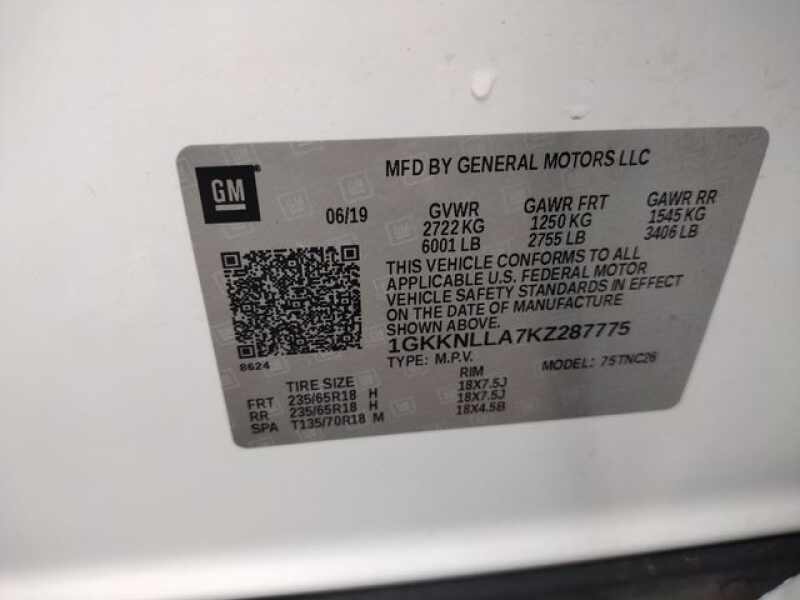 MFD BY GENERAL MOTORS LLC
GM
06/19
GVWR GAWR FRT GAWR RR
2722 KG 1250 KG 1545 KG
6001 LB 2755 LB 3406 LB
THIS VEHICLE CONFORMS TO ALL
APPLICABLE U.S. FEDERAL MOTOR
VEHICLE SAFETY STANDARDS IN EFFECT
ON THE DATE OF MANUFACTURE
SHOWN ABOVE.
1GKKNLLA7KZ287775
8624
TYPE: M.P.V. MODEL: 75TNC26
TIRE SIZE RIM
FRT 235/65R18 H 18X7.5J
RR 235/65R18 H 18X7.5J
SPA T135/70R18 M 18X4.5B